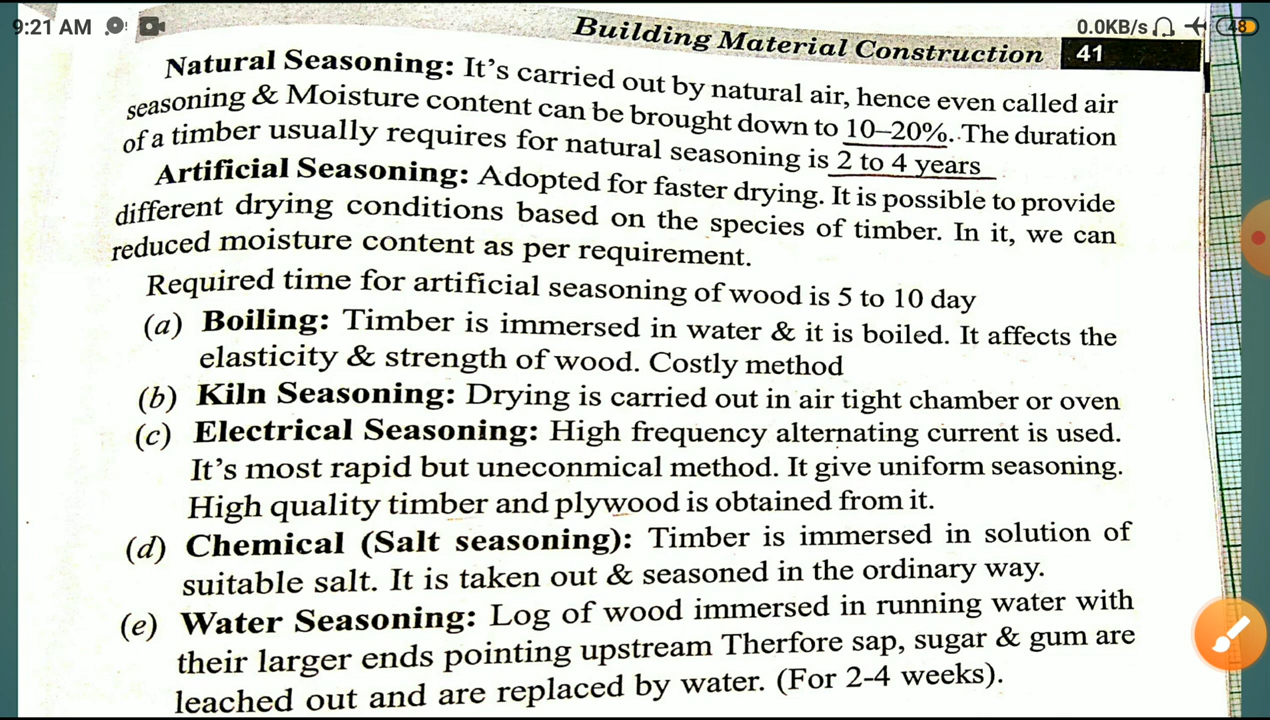 9:21 AM
0.0KB/s
48
Building Material Construction
41
Natural Seasoning: It's carried out by natural air, hence even called air
seasoning & Moisture content can be brought down to 10–20%. The duration
of a timber usually requires for natural seasoning is 2 to 4 years
Artificial Seasoning: Adopted for faster drying. It is possible to provide
different drying conditions based on the species of timber. In it, we can
reduced moisture content as per requirement.
Required time for artificial seasoning of wood is 5 to 10 day
(a) Boiling: Timber is immersed in water & it is boiled. It affects the
elasticity & strength of wood. Costly method
(b) Kiln Seasoning: Drying is carried out in air tight chamber or oven
(c) Electrical Seasoning: High frequency alternating current is used.
It's most rapid but uneconmical method. It give uniform seasoning.
High quality timber and plywood is obtained from it.
(d) Chemical (Salt seasoning): Timber is immersed in solution of
suitable salt. It is taken out & seasoned in the ordinary way.
(e) Water Seasoning: Log of wood immersed in running water with
their larger ends pointing upstream Therfore sap, sugar & gum are
leached out and are replaced by water. (For 2-4 weeks).